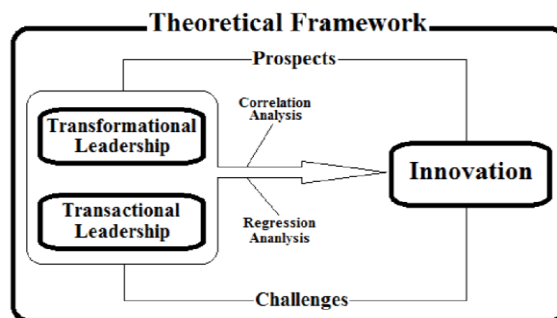 Theoretical Framework
Prospects
Correlation
Analysis
Transformational
Leadership
Innovation
Transactional
Leadership
Regression
Ananlysis
Challenges